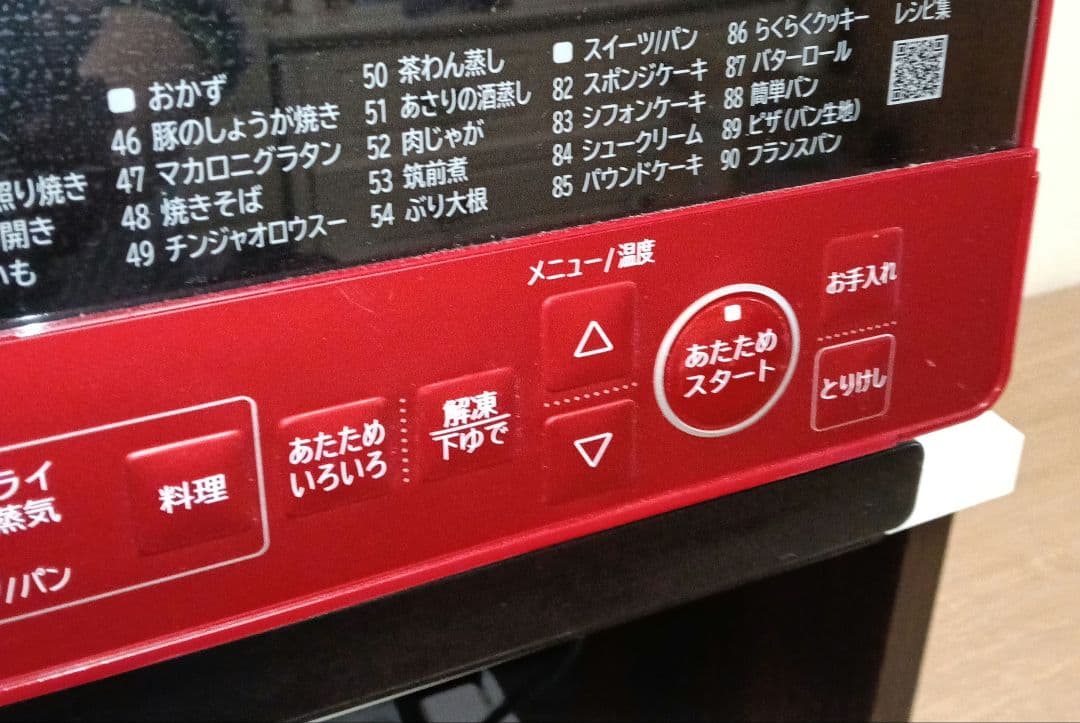 照り焼き
開き
いも
おかず
46 豚のしょうが焼き
47 マカロニグラタン
48 焼きそば
49 チンジャオロウスー
50 茶わん蒸し
51 あさりの酒蒸し
52 肉じゃが
53 筑前煮
54 ぶり大根
スイーツ/パン
82 スポンジケーキ
83 シフォンケーキ
84 シュークリーム
85 パウンドケーキ
86 らくらくクッキー
87 バターロール
88 簡単パン
89 ピザ(パン生地)
90 フランスパン
レシピ集
ライ
蒸気
/パン
料理
あたため
いろいろ
解凍
下ゆで
メニュー/温度
△
▽
あたため
スタート
お手入れ
とりけし